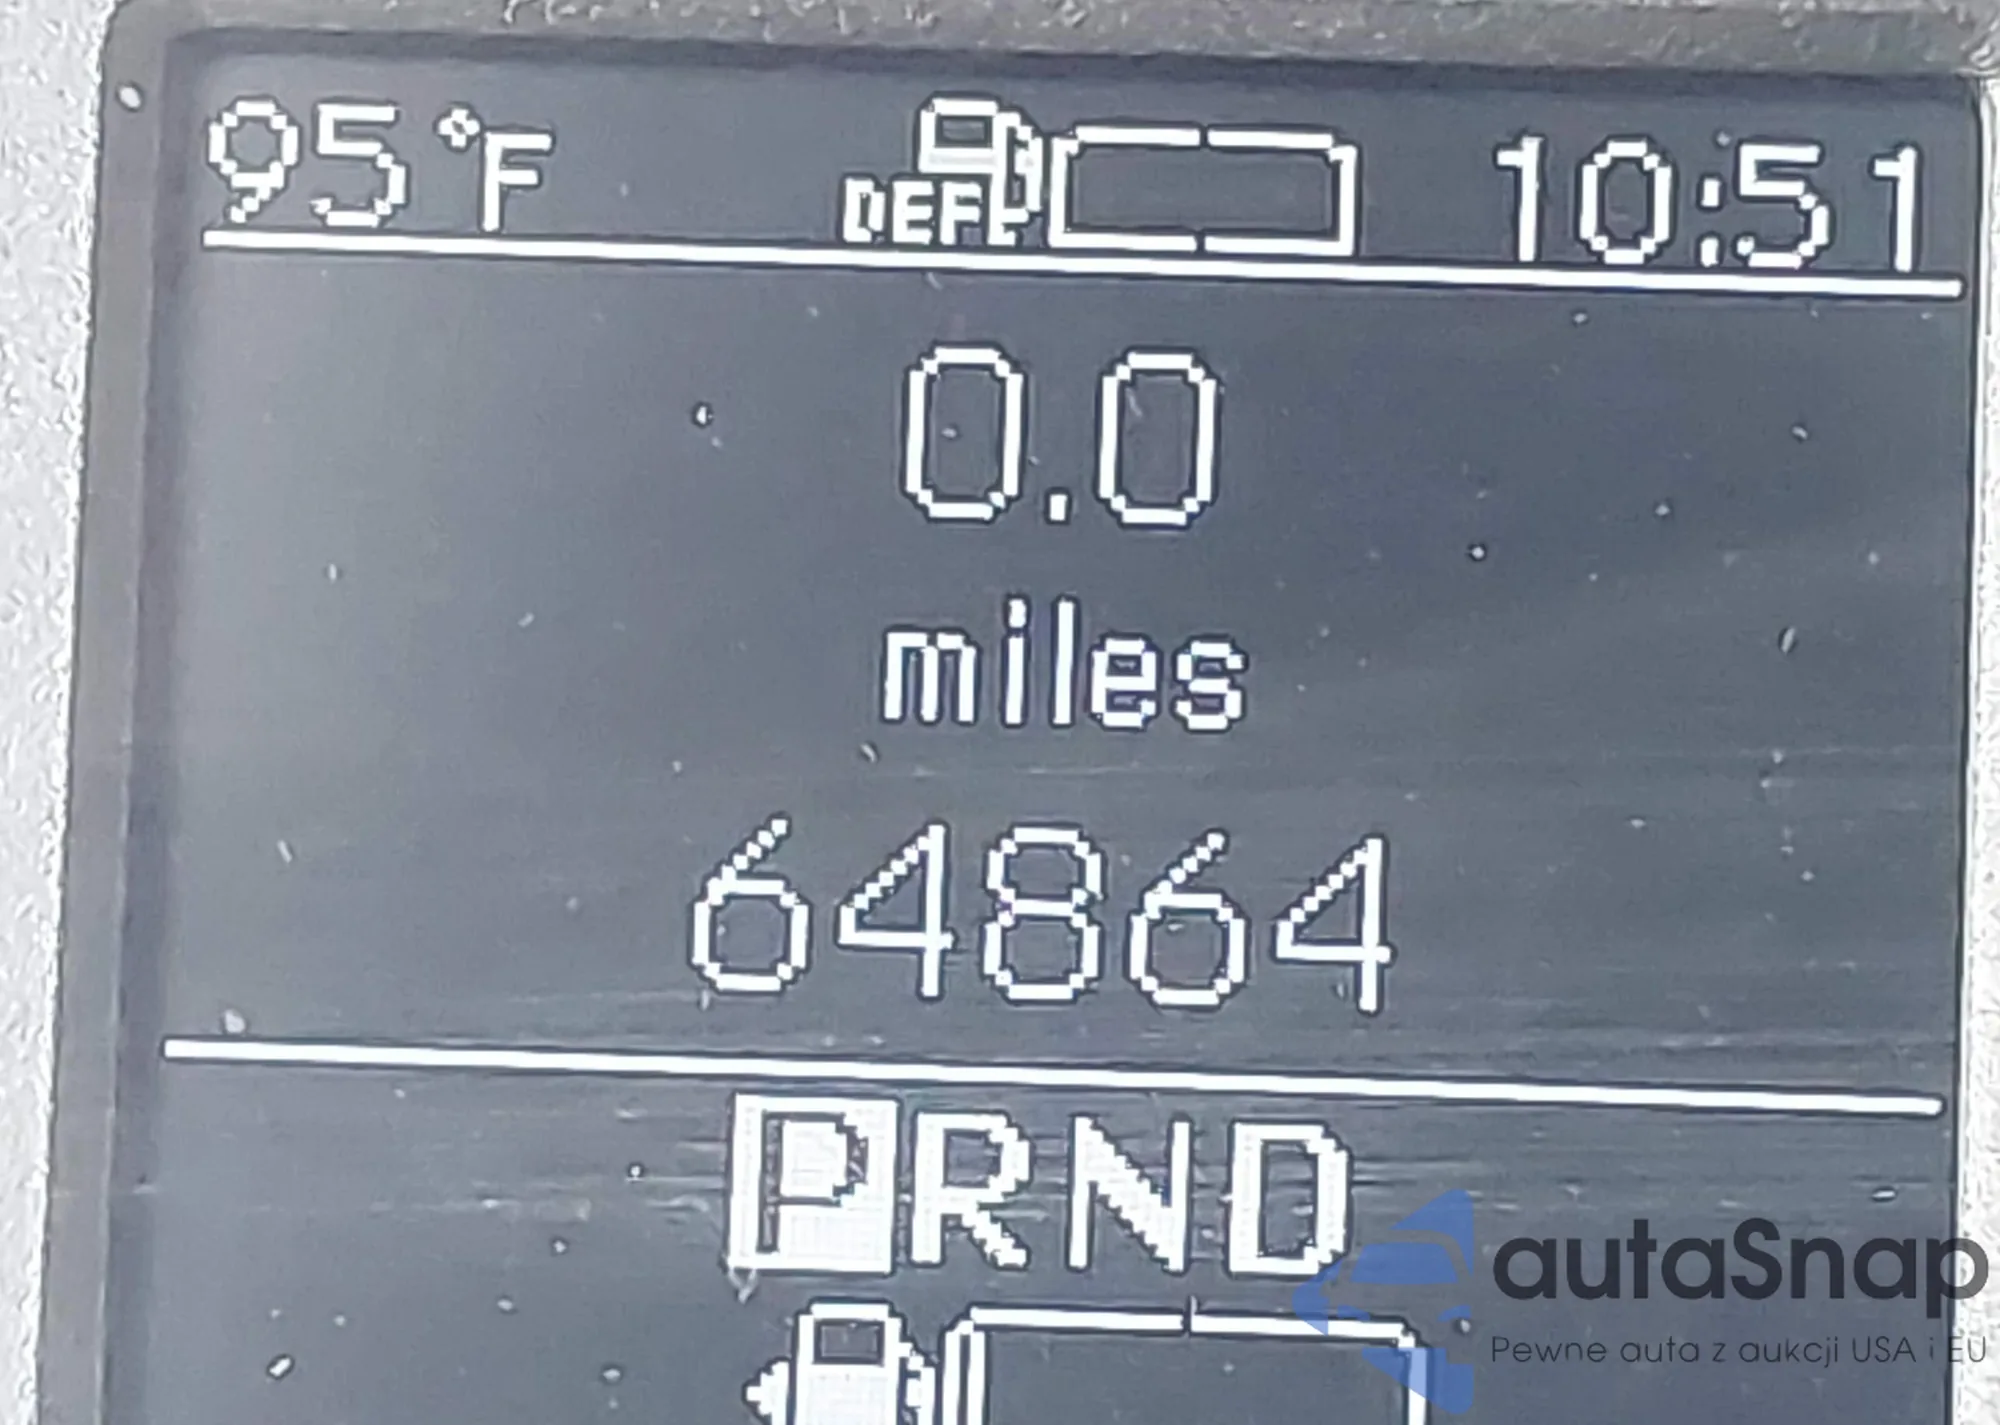 95°F DEF 10:51
0.0
miles
64864
PRND
autaSnap
Pewne auta z aukcji USA i EU